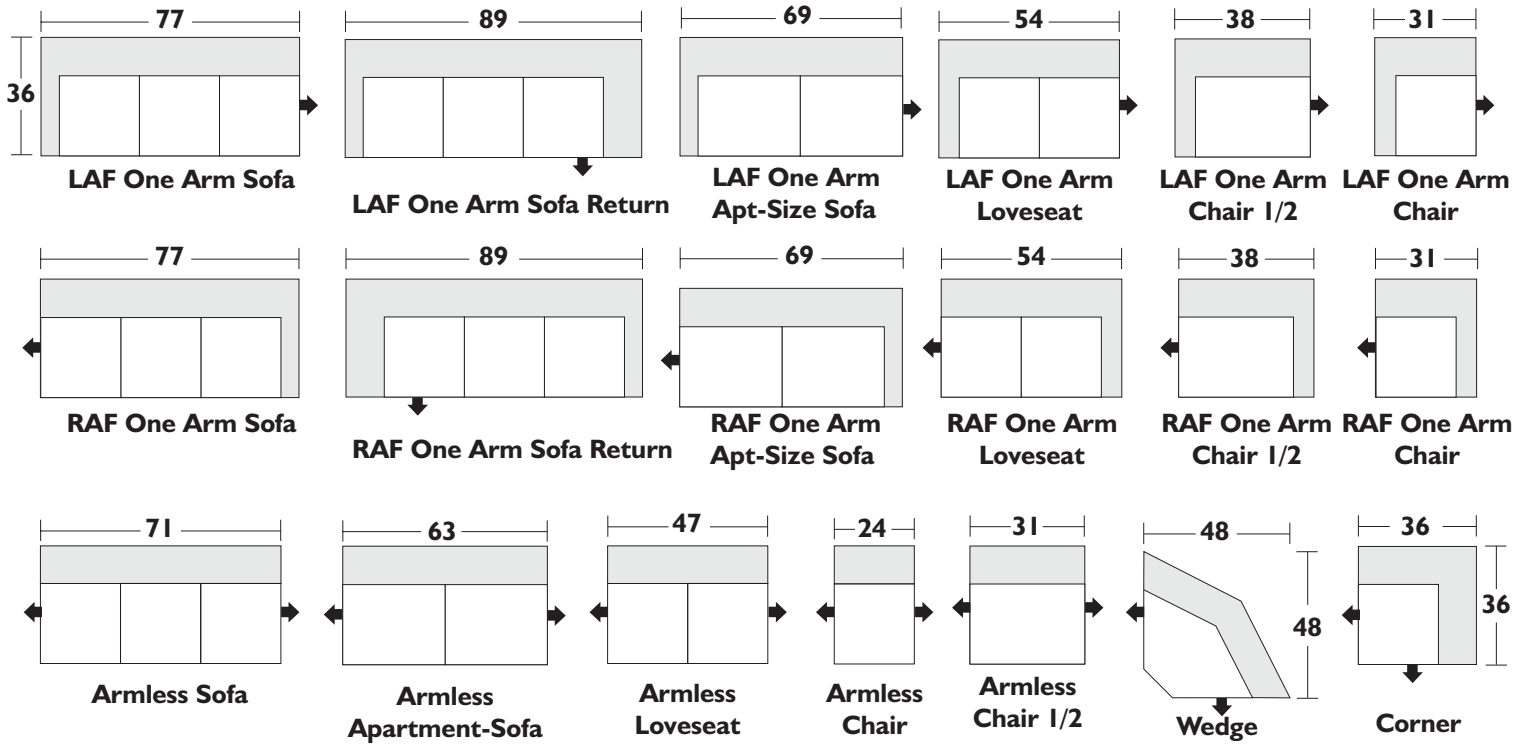 77
89
69
54
38
31
36
LAF One Arm Sofa
LAF One Arm Sofa Return
LAF One Arm
Apt-Size Sofa
LAF One Arm
Loveseat
LAF One Arm
Chair 1/2
LAF One Arm
Chair
77
89
69
54
38
31
RAF One Arm Sofa
RAF One Arm Sofa Return
RAF One Arm
Apt-Size Sofa
RAF One Arm
Loveseat
RAF One Arm
Chair 1/2
RAF One Arm
Chair
71
63
47
24
31
48
36
48
36
Armless Sofa
Armless
Apartment-Sofa
Armless
Loveseat
Armless
Chair
Armless
Chair 1/2
Wedge
Corner